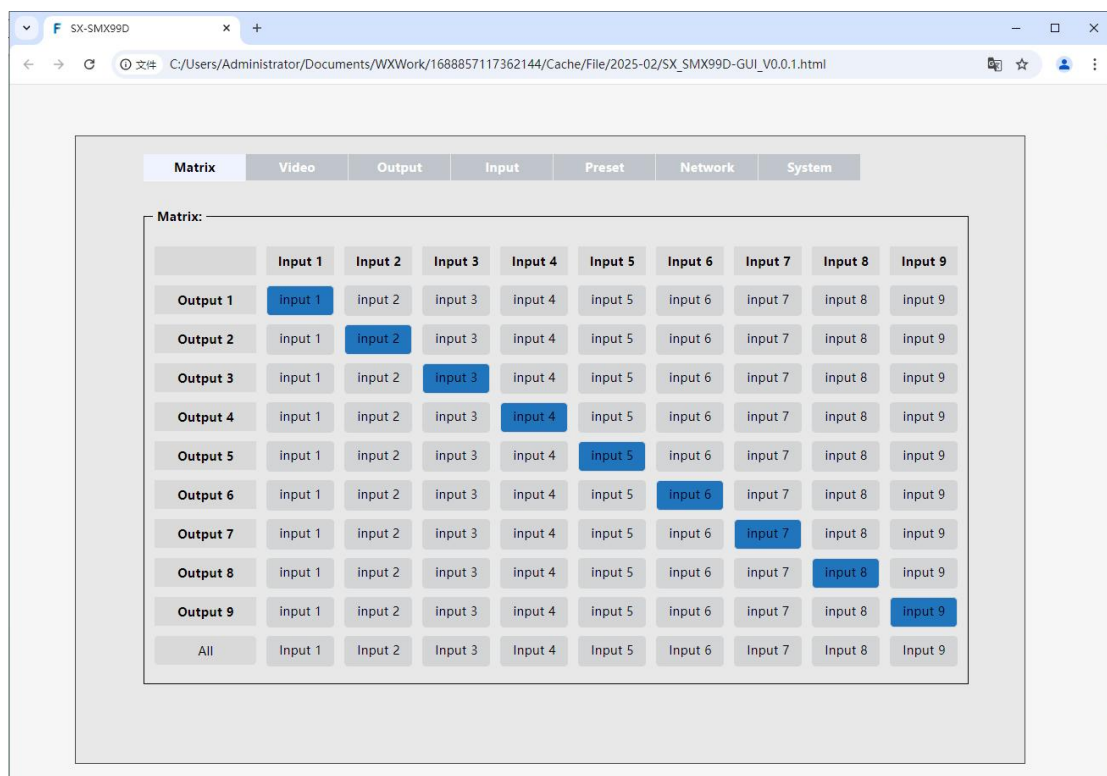 F SX-SMX99D
文件 C:/Users/Administrator/Documents/WXWork/1688857117362144/Cache/File/2025-02/SX_SMX99D-GUI_V0.0.1.html
Matrix Video Output Input Preset Network System
Matrix:
Input 1 Input 2 Input 3 Input 4 Input 5 Input 6 Input 7 Input 8 Input 9
Output 1 input 1 input 2 input 3 input 4 input 5 input 6 input 7 input 8 input 9
Output 2 input 1 input 2 input 3 input 4 input 5 input 6 input 7 input 8 input 9
Output 3 input 1 input 2 input 3 input 4 input 5 input 6 input 7 input 8 input 9
Output 4 input 1 input 2 input 3 input 4 input 5 input 6 input 7 input 8 input 9
Output 5 input 1 input 2 input 3 input 4 input 5 input 6 input 7 input 8 input 9
Output 6 input 1 input 2 input 3 input 4 input 5 input 6 input 7 input 8 input 9
Output 7 input 1 input 2 input 3 input 4 input 5 input 6 input 7 input 8 input 9
Output 8 input 1 input 2 input 3 input 4 input 5 input 6 input 7 input 8 input 9
Output 9 input 1 input 2 input 3 input 4 input 5 input 6 input 7 input 8 input 9
All Input 1 Input 2 Input 3 Input 4 Input 5 Input 6 Input 7 Input 8 Input 9